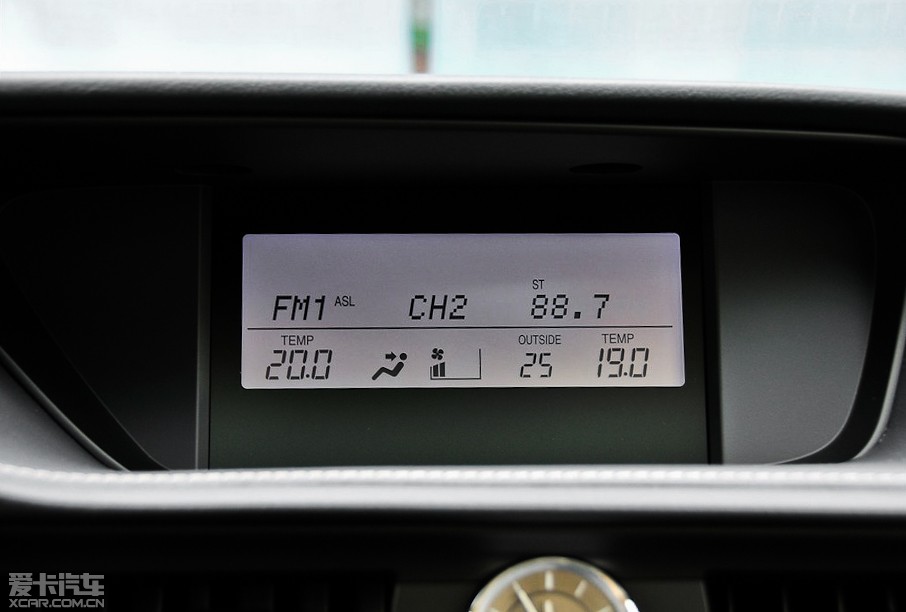 ST
FM1 ASL CH2 88.7
TEMP OUTSIDE TEMP
20.0 25 19.0
爱卡汽车
XCAR.COM.CN